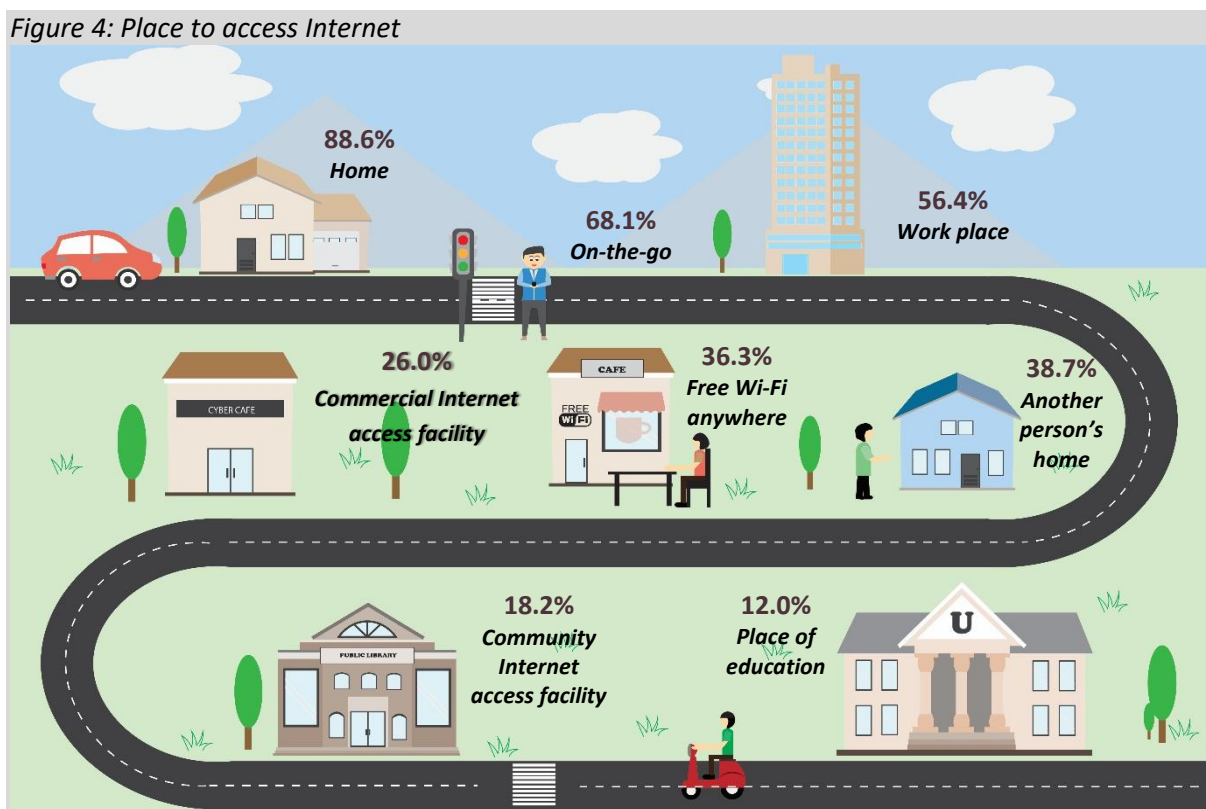 Figure 4: Place to access Internet
88.6%
Home
68.1%
On-the-go
56.4%
Work place
CYBER CAFE
26.0%
Commercial Internet
access facility
CAFE
FREE
Wi Fi
36.3%
Free Wi-Fi
anywhere
38.7%
Another
person's
home
PUBLIC LIBRARY
18.2%
Community
Internet
access facility
12.0%
Place of
education
U